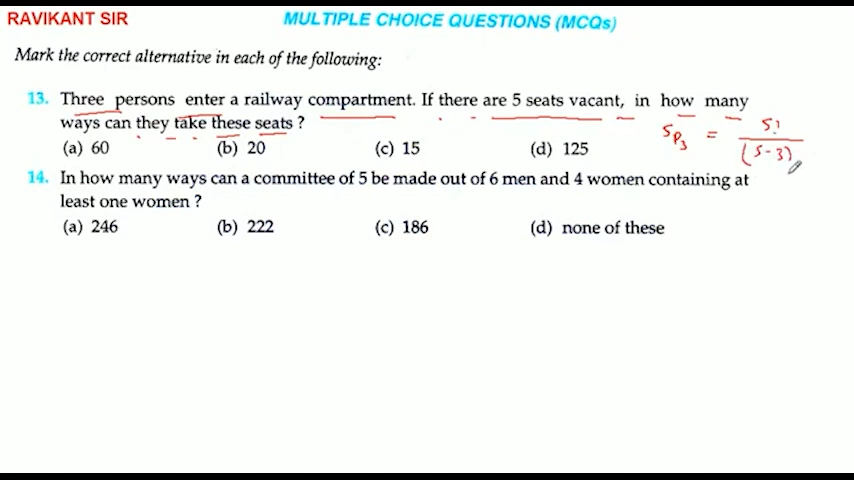 RAVIKANT SIR
MULTIPLE CHOICE QUESTIONS (MCQs)
Mark the correct alternative in each of the following:
13. Three persons enter a railway compartment. If there are 5 seats vacant, in how many
ways can they take these seats ?
5P3 = 5! / (5-3)
(a) 60 (b) 20 (c) 15 (d) 125
14. In how many ways can a committee of 5 be made out of 6 men and 4 women containing at
least one women ?
(a) 246 (b) 222 (c) 186 (d) none of these